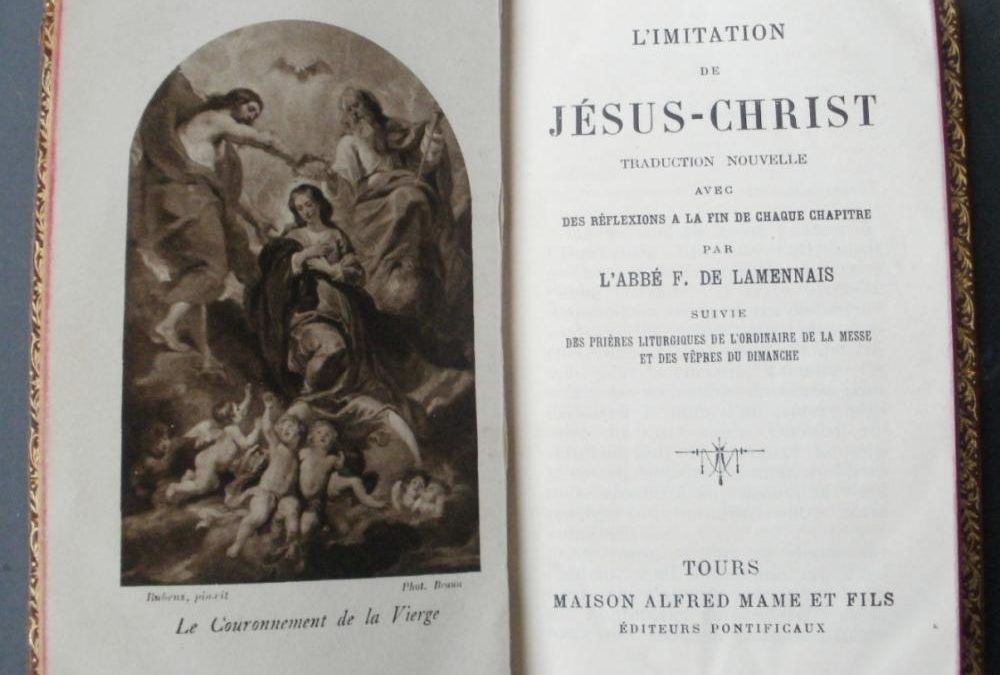 Rubens, pinxit
Phot. Braun
Le Couronnement de la Vierge
L'IMITATION
DE
JÉSUS-CHRIST
TRADUCTION NOUVELLE
AVEC
DES RÉFLEXIONS A LA FIN DE CHAQUE CHAPITRE
PAR
L'ABBÉ F. DE LAMENNAIS
SUIVIE
DES PRIÈRES LITURGIQUES DE L'ORDINAIRE DE LA MESSE
ET DES VÊPRES DU DIMANCHE
TOURS
MAISON ALFRED MAME ET FILS
ÉDITEURS PONTIFICAUX